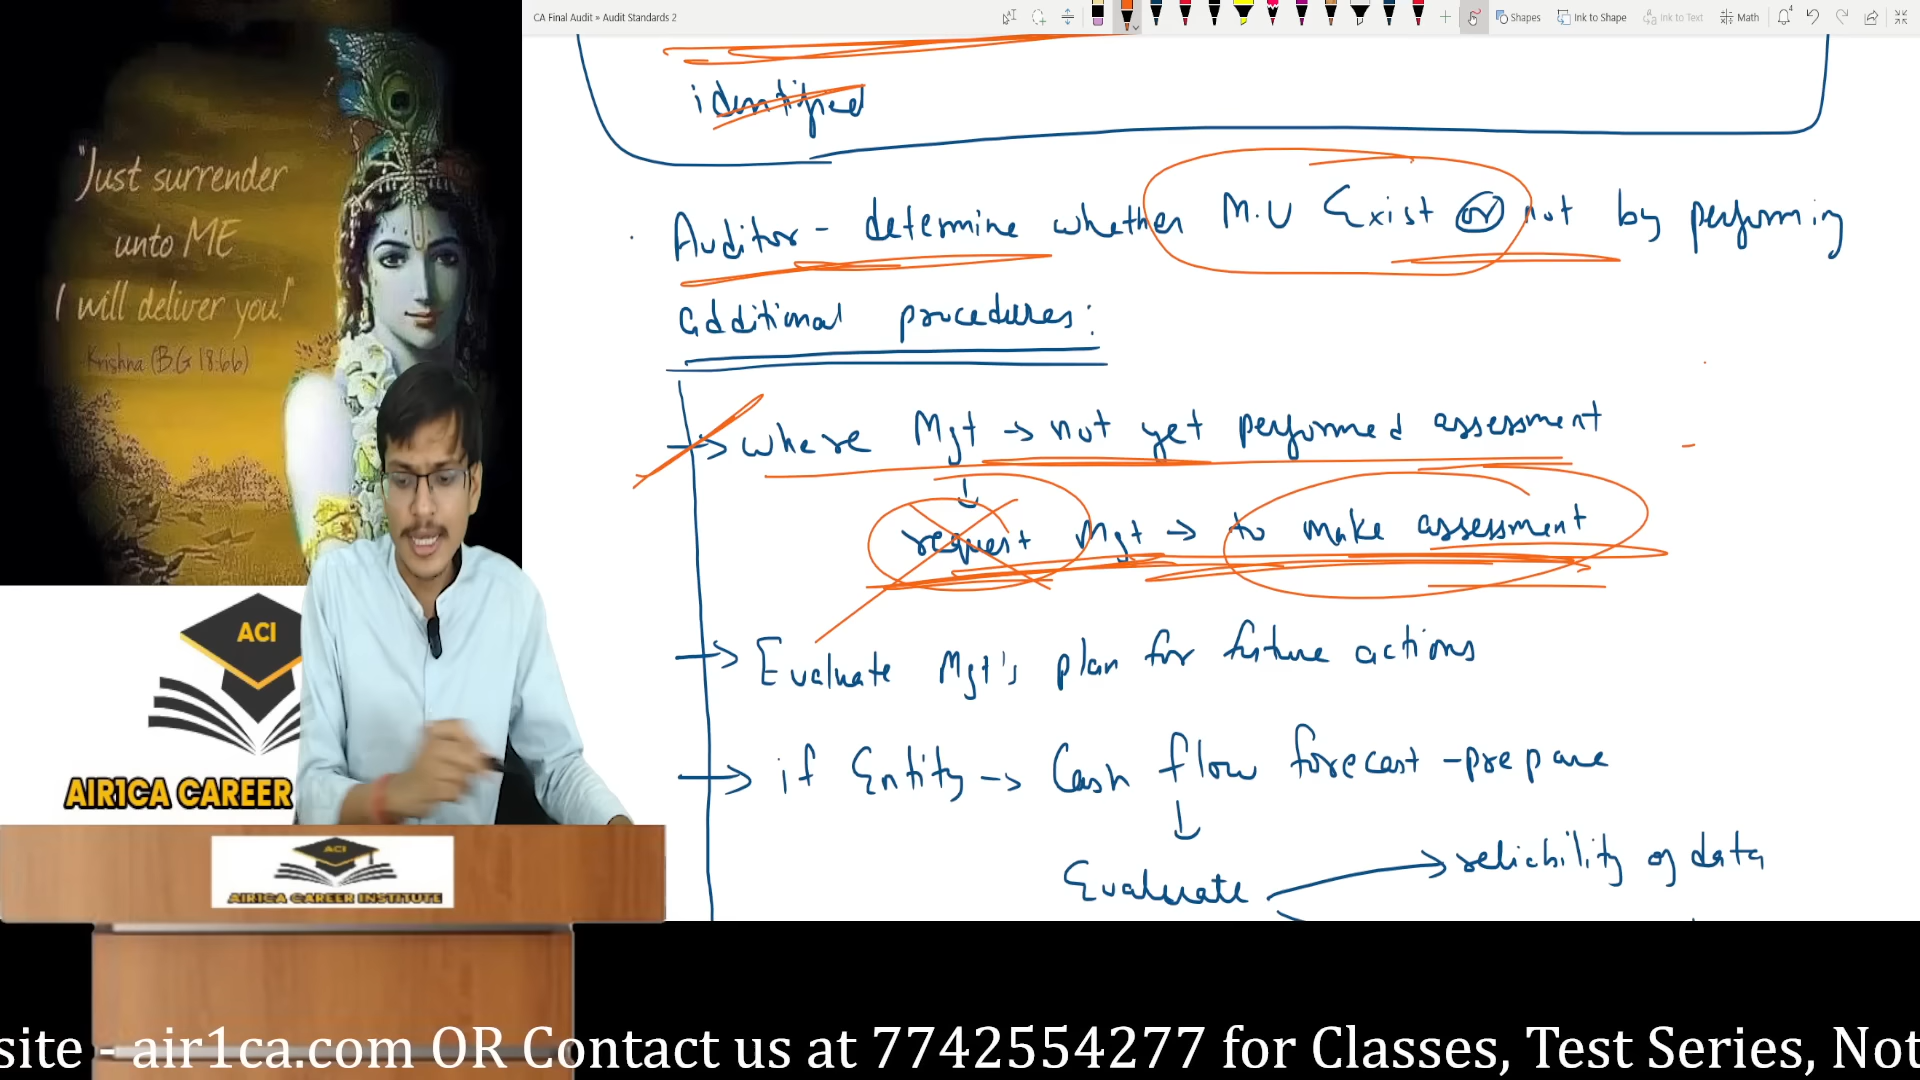 CA Final Audit » Audit Standards 2
Shapes
Ink to Shape
Ink to Text
Math
identified
Auditor - determine whether M.U Exist or not by performing
additional procedures:
→ where Mgt → not yet performed assessment
↓
request Mgt → to make assessment
→ Evaluate Mgt's plan for future actions
→ if Entity → Cash flow forecast - prepare
↓
Evaluate → reliability of data
"Just surrender
unto ME
I will deliver you!"
Krishna (B.G 18:66)
ACI
AIR1CA CAREER
ACI
AIR1CA CAREER INSTITUTE
site - air1ca.com OR Contact us at 7742554277 for Classes, Test Series, Not